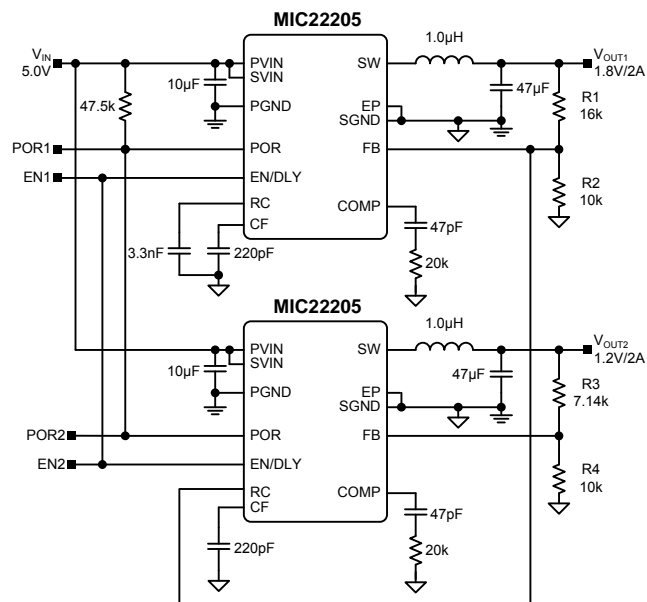 MIC22205
VIN
5.0V
47.5k
10µF
PVIN
SVIN
PGND
POR1
POR
EN1
EN/DLY
RC
CF
3.3nF
220pF
SW
1.0µH
VOUT1
1.8V/2A
47µF
R1
16k
EP
SGND
FB
R2
10k
COMP
47pF
20k
MIC22205
10µF
PVIN
SVIN
PGND
POR2
POR
EN2
EN/DLY
RC
CF
220pF
SW
1.0µH
VOUT2
1.2V/2A
47µF
R3
7.14k
EP
SGND
FB
R4
10k
COMP
47pF
20k